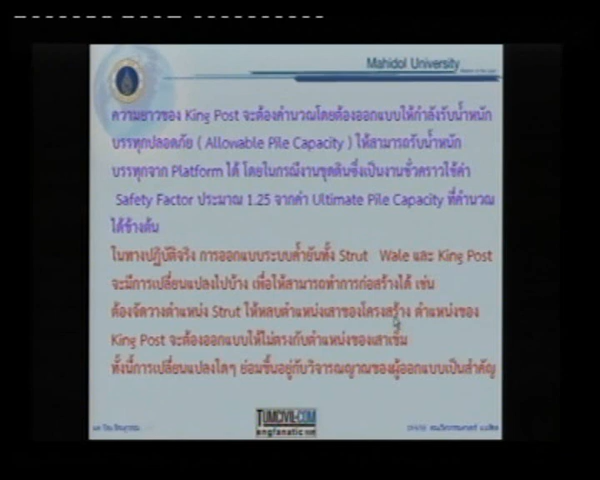 Mahidol University
ความยาวของ King Post จะต้องคำนวณโดยต้องออกแบบให้กำลังรับน้ำหนัก
บรรทุกปลอดภัย ( Allowable Pile Capacity ) ให้สามารถรับน้ำหนัก
บรรทุกจาก Platform ได้ โดยในกรณีงานขุดดินซึ่งเป็นงานชั่วคราวใช้ค่า
Safety Factor ประมาณ 1.25 จากค่า Ultimate Pile Capacity ที่คำนวณ
ได้ข้างต้น
ในทางปฏิบัติจริง การออกแบบระบบค้ำยันทั้ง Strut Wale และ King Post
จะมีการเปลี่ยนแปลงไปบ้าง เพื่อให้สามารถทำการก่อสร้างได้ เช่น
ต้องจัดวางตำแหน่ง Strut ให้หลบตำแหน่งเสาของโครงสร้าง ตำแหน่งของ
King Post จะต้องออกแบบให้ไม่ตรงกับตำแหน่งของเสาเข็ม
ทั้งนี้การเปลี่ยนแปลงใดๆ ย่อมขึ้นอยู่กับวิจารณญาณของผู้ออกแบบเป็นสำคัญ
TUMCIVIL.COM
engfanatic